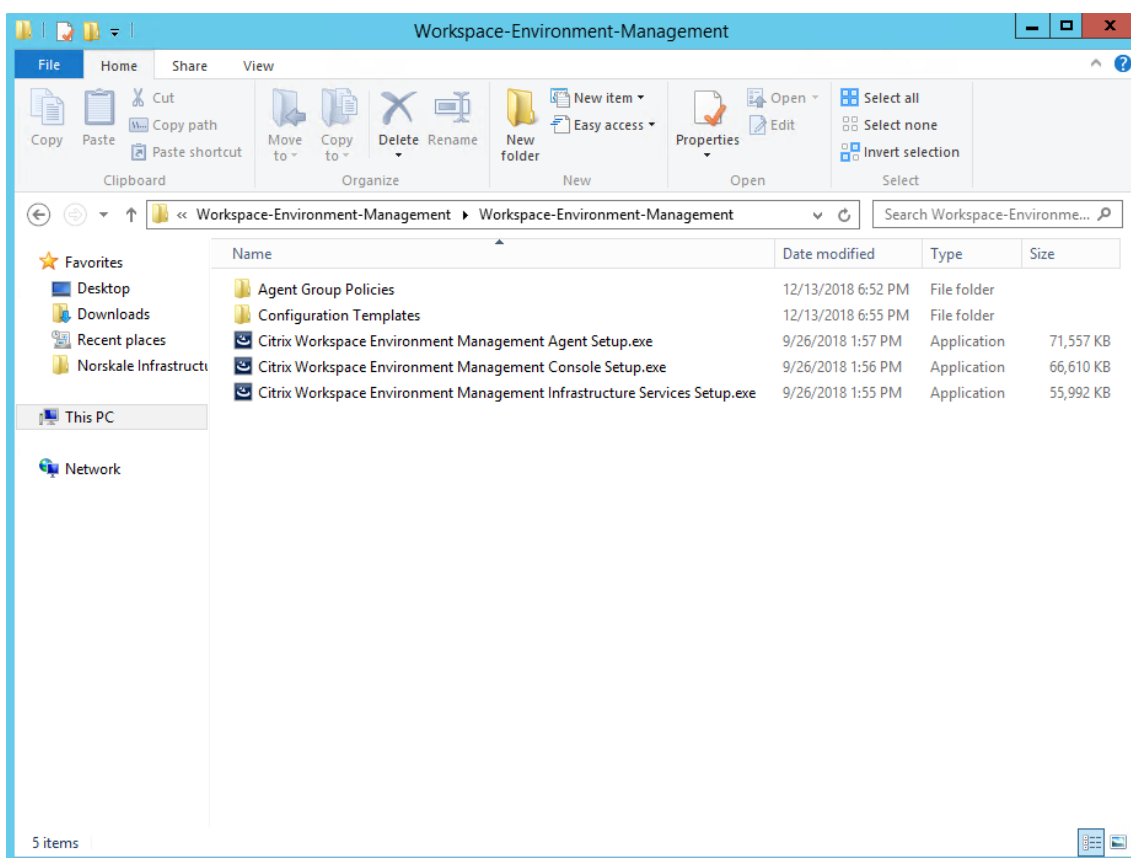 Workspace-Environment-Management
File Home Share View
Copy
Paste
Cut
Copy path
Paste shortcut
Clipboard
Move to
Copy to
Delete
Rename
Organize
New folder
New item
Easy access
New
Properties
Open
Edit
Open
Select all
Select none
Invert selection
Select
« Workspace-Environment-Management Workspace-Environment-Management
Search Workspace-Environme...
Favorites
Desktop
Downloads
Recent places
Norskale Infrastructu
This PC
Network
Name Date modified Type Size
Agent Group Policies 12/13/2018 6:52 PM File folder
Configuration Templates 12/13/2018 6:55 PM File folder
Citrix Workspace Environment Management Agent Setup.exe 9/26/2018 1:57 PM Application 71,557 KB
Citrix Workspace Environment Management Console Setup.exe 9/26/2018 1:56 PM Application 66,610 KB
Citrix Workspace Environment Management Infrastructure Services Setup.exe 9/26/2018 1:55 PM Application 55,992 KB
5 items